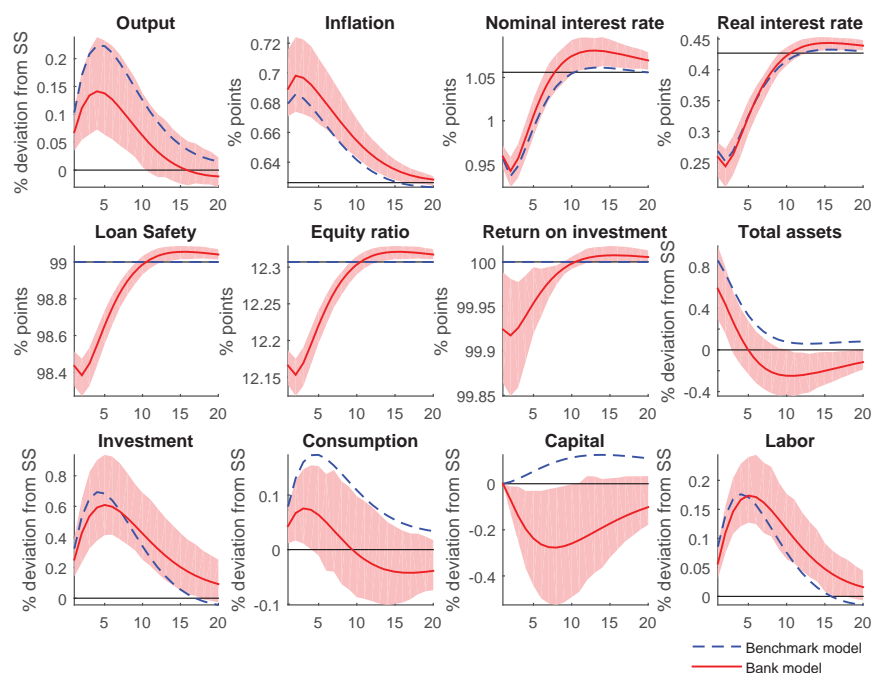 Output
Inflation
Nominal interest rate
Real interest rate
% deviation from SS
0.2
0.15
0.1
0.05
0
5 10 15 20
% points
0.72
0.7
0.68
0.66
0.64
5 10 15 20
% points
1.05
1
0.95
5 10 15 20
% points
0.45
0.4
0.35
0.3
0.25
5 10 15 20
Loan Safety
Equity ratio
Return on investment
Total assets
% points
99
98.8
98.6
98.4
5 10 15 20
% points
12.3
12.25
12.2
12.15
5 10 15 20
% points
100
99.95
99.9
99.85
5 10 15 20
% deviation from SS
0.8
0.4
0
-0.4
5 10 15 20
Investment
Consumption
Capital
Labor
% deviation from SS
0.8
0.6
0.4
0.2
0
5 10 15 20
% deviation from SS
0.1
0
-0.1
5 10 15 20
% deviation from SS
0
-0.2
-0.4
5 10 15 20
% deviation from SS
0.2
0.15
0.1
0.05
0
5 10 15 20
Benchmark model
Bank model